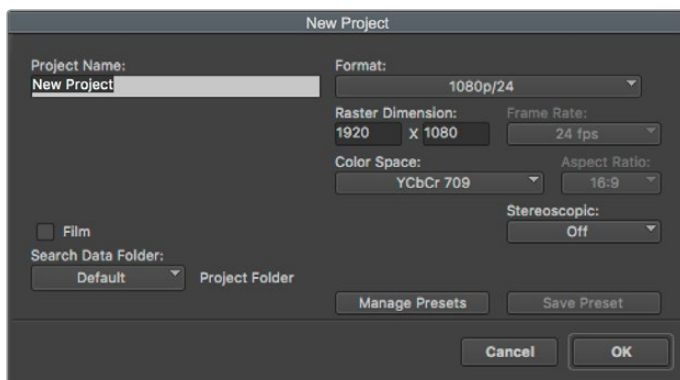 New Project
Project Name:
New Project
Format:
1080p/24
Raster Dimension:
Frame Rate:
1920 X 1080
24 fps
Color Space:
Aspect Ratio:
YCbCr 709
16:9
Stereoscopic:
Off
Film
Search Data Folder:
Default
Project Folder
Manage Presets
Save Preset
Cancel
OK